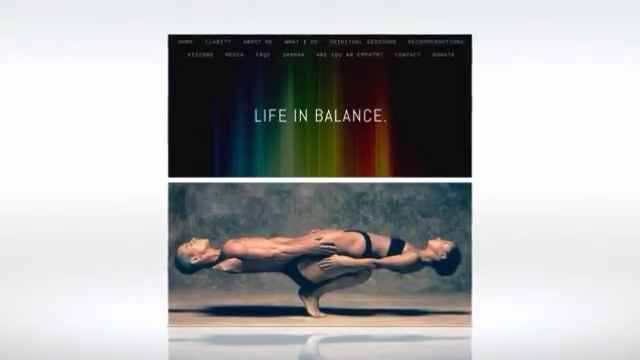 HOME CLARITY ABOUT ME WHAT I DO SPIRITUAL SESSIONS RECOMMENDATIONS
VISIONS MEDIA FAQS SHAMAN ARE YOU AN EMPATH? CONTACT DONATE
LIFE IN BALANCE.